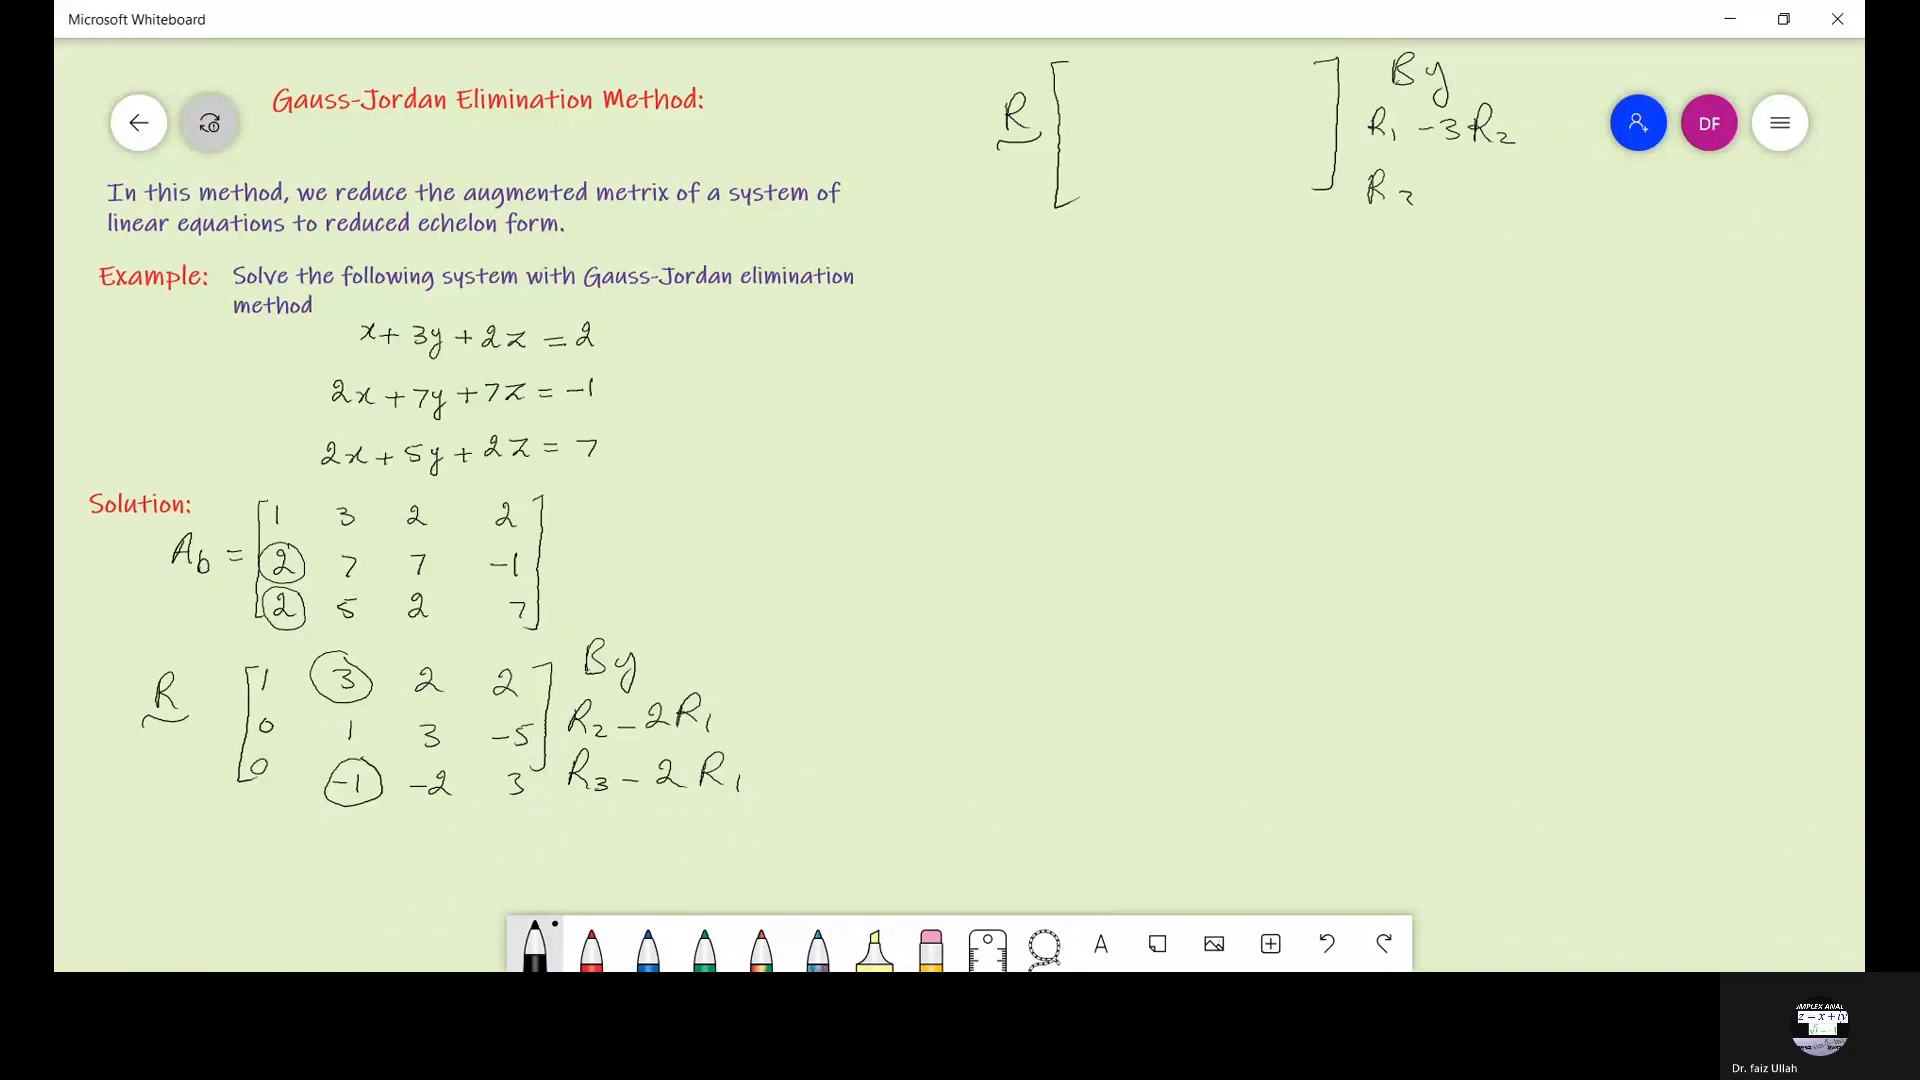 Microsoft Whiteboard
Gauss-Jordan Elimination Method:
In this method, we reduce the augmented metrix of a system of
linear equations to reduced echelon form.
Example: Solve the following system with Gauss-Jordan elimination
method
x + 3y + 2z = 2
2x + 7y + 7z = -1
2x + 5y + 2z = 7
Solution:
1 3 2 2
A_b = 2 7 7 -1
2 5 2 7
By
R 1 3 2 2
0 1 3 -5 R2 - 2R1
0 -1 -2 3 R3 - 2R1
By
R [ ] R1 - 3R2
R2
DF
A
OMPLEX ANAL
z = x + iy
√i = -1
Dr. faiz Ullah